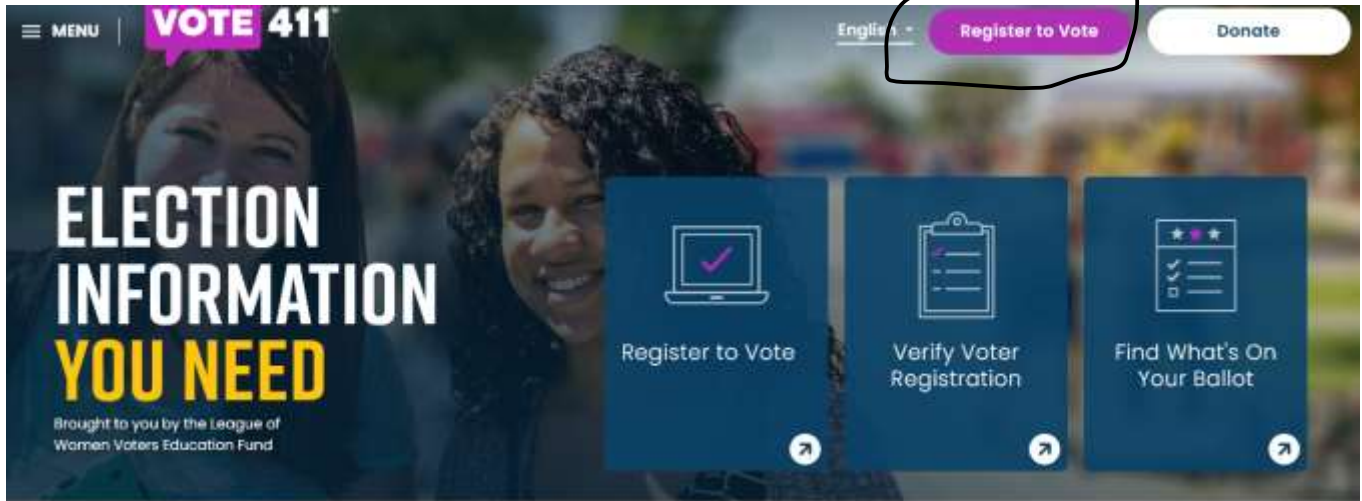 MENU
VOTE 411
English
Register to Vote
Donate
ELECTION
INFORMATION
YOU NEED
Brought to you by the League of
Women Voters Education Fund
Register to Vote
Verify Voter
Registration
Find What's On
Your Ballot